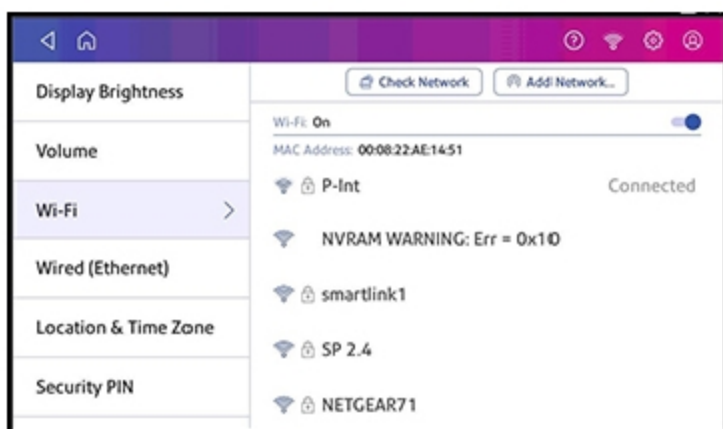 Check Network Add Network...
Display Brightness
Wi-Fi: On
Volume
MAC Address: 00:08:22:AE:14:51
P-Int Connected
Wi-Fi
NVRAM WARNING: Err = 0x10
Wired (Ethernet)
smartlink1
Location & Time Zone
SP 2.4
Security PIN
NETGEAR71